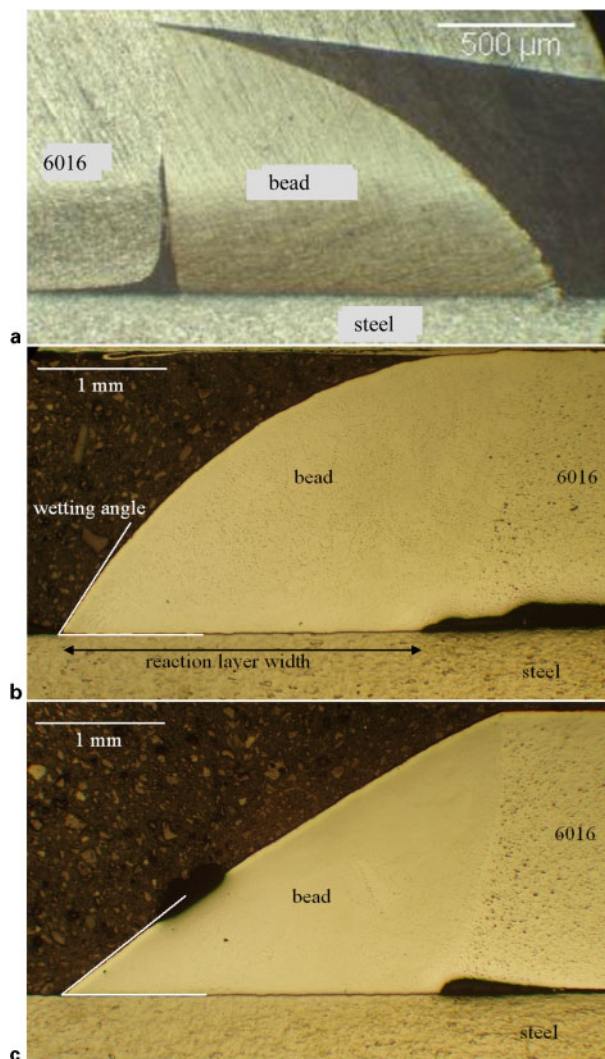 500 µm
6016
bead
steel
a
1 mm
bead
6016
wetting angle
reaction layer width
steel
b
1 mm
6016
bead
steel
c